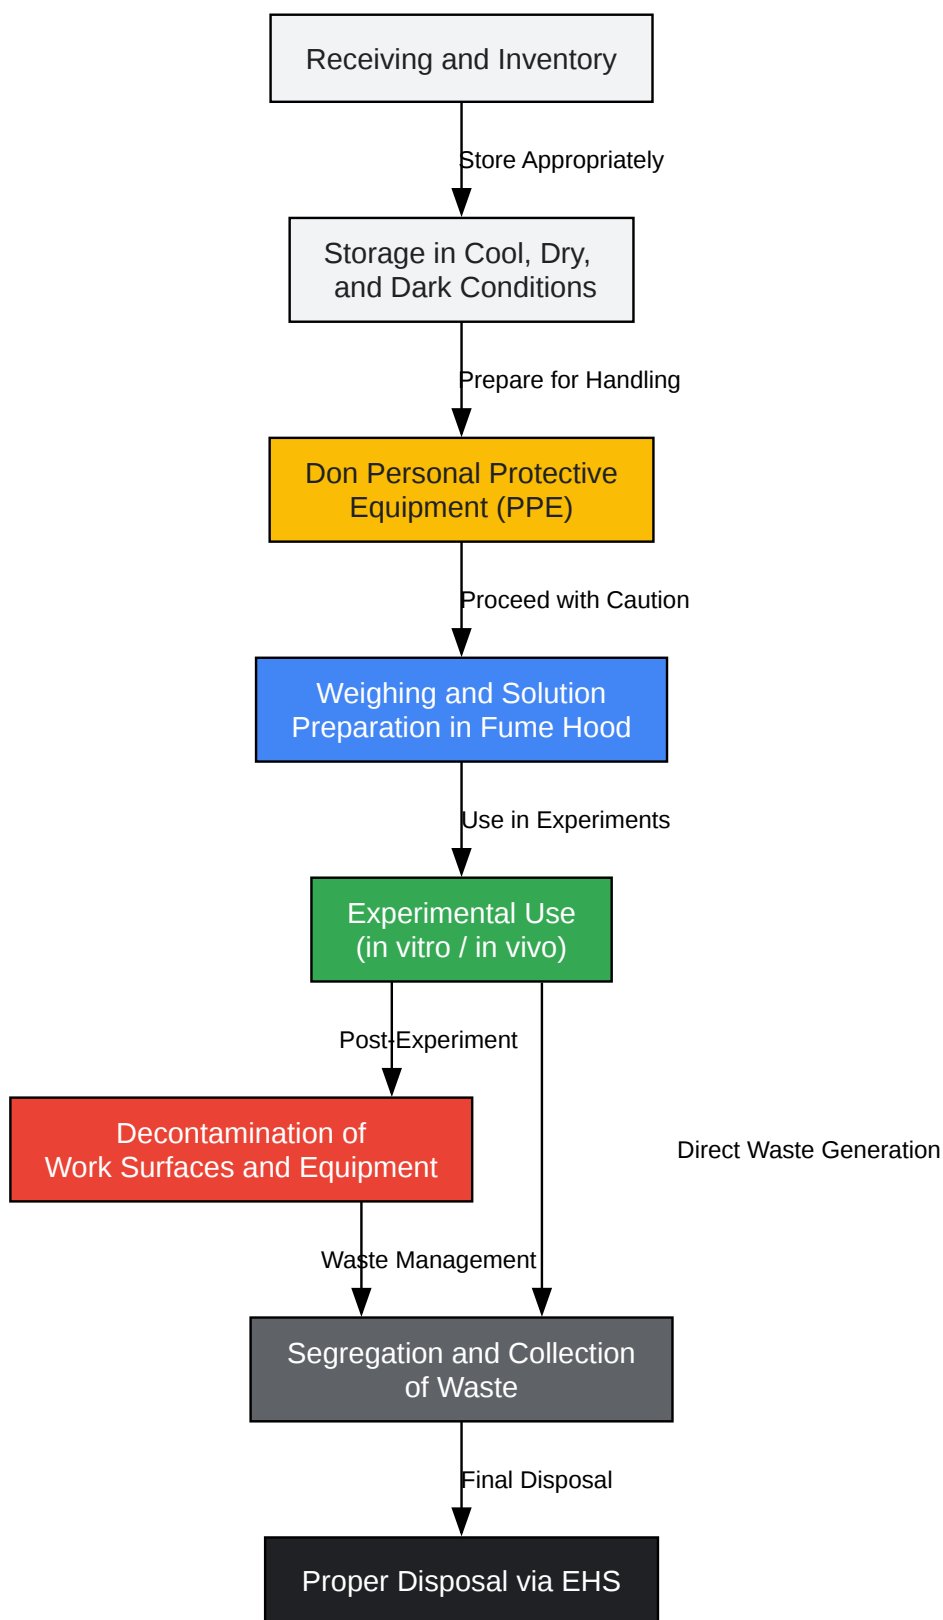 Receiving and Inventory
Store Appropriately
Storage in Cool, Dry,
and Dark Conditions
Prepare for Handling
Don Personal Protective
Equipment (PPE)
Proceed with Caution
Weighing and Solution
Preparation in Fume Hood
Use in Experiments
Experimental Use
(in vitro / in vivo)
Post-Experiment
Decontamination of
Work Surfaces and Equipment
Direct Waste Generation
Waste Management
Segregation and Collection
of Waste
Final Disposal
Proper Disposal via EHS